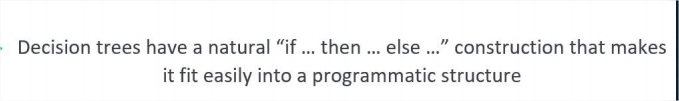 Decision trees have a natural “if ... then ... else ...” construction that makes
it fit easily into a programmatic structure